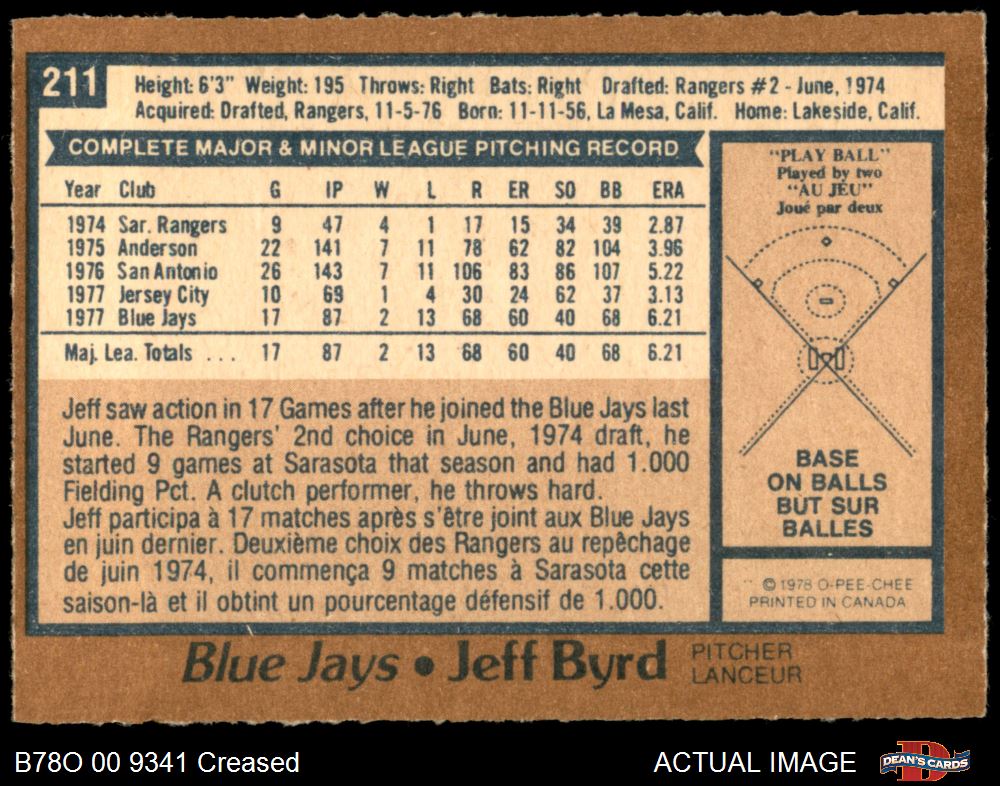 211
Height: 6'3" Weight: 195 Throws: Right Bats: Right Drafted: Rangers #2 - June, 1974
Acquired: Drafted, Rangers, 11-5-76 Born: 11-11-56, La Mesa, Calif. Home: Lakeside, Calif.
COMPLETE MAJOR & MINOR LEAGUE PITCHING RECORD
Year Club G IP W L R ER SO BB ERA
1974 Sar. Rangers 9 47 4 1 17 15 34 39 2.87
1975 Anderson 22 141 7 11 78 62 82 104 3.96
1976 San Antonio 26 143 7 11 106 83 86 107 5.22
1977 Jersey City 10 69 1 4 30 24 62 37 3.13
1977 Blue Jays 17 87 2 13 68 60 40 68 6.21
Maj. Lea. Totals ... 17 87 2 13 68 60 40 68 6.21
Jeff saw action in 17 Games after he joined the Blue Jays last
June. The Rangers' 2nd choice in June, 1974 draft, he
started 9 games at Sarasota that season and had 1.000
Fielding Pct. A clutch performer, he throws hard.
Jeff participa à 17 matches après s'être joint aux Blue Jays
en juin dernier. Deuxième choix des Rangers au repêchage
de juin 1974, il commença 9 matches à Sarasota cette
saison-là et il obtint un pourcentage défensif de 1.000.
"PLAY BALL"
Played by two
"AU JEU"
Joué par deux
BASE
ON BALLS
BUT SUR
BALLES
© 1978 O-PEE-CHEE
PRINTED IN CANADA
Blue Jays • Jeff Byrd PITCHER
LANCEUR
B78O 00 9341 Creased
ACTUAL IMAGE
DEAN'S CARDS